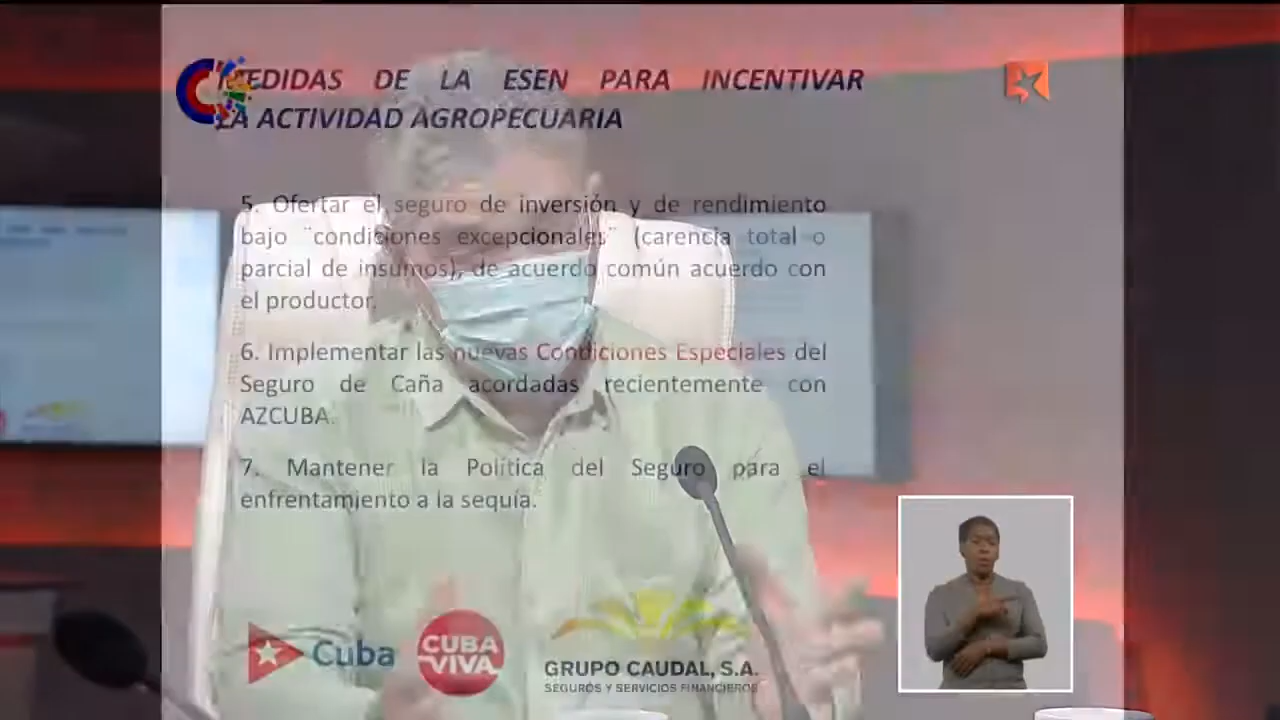 MEDIDAS DE LA ESEN PARA INCENTIVAR
LA ACTIVIDAD AGROPECUARIA
5. Ofertar el seguro de inversión y de rendimiento
bajo ¨condiciones excepcionales¨ (carencia total o
parcial de insumos), de acuerdo común acuerdo con
el productor.
6. Implementar las nuevas Condiciones Especiales del
Seguro de Caña acordadas recientemente con
AZCUBA.
7. Mantener la Política del Seguro para el
enfrentamiento a la sequía.
Cuba
CUBA
VIVA
GRUPO CAUDAL, S.A.
SEGUROS Y SERVICIOS FINANCIEROS